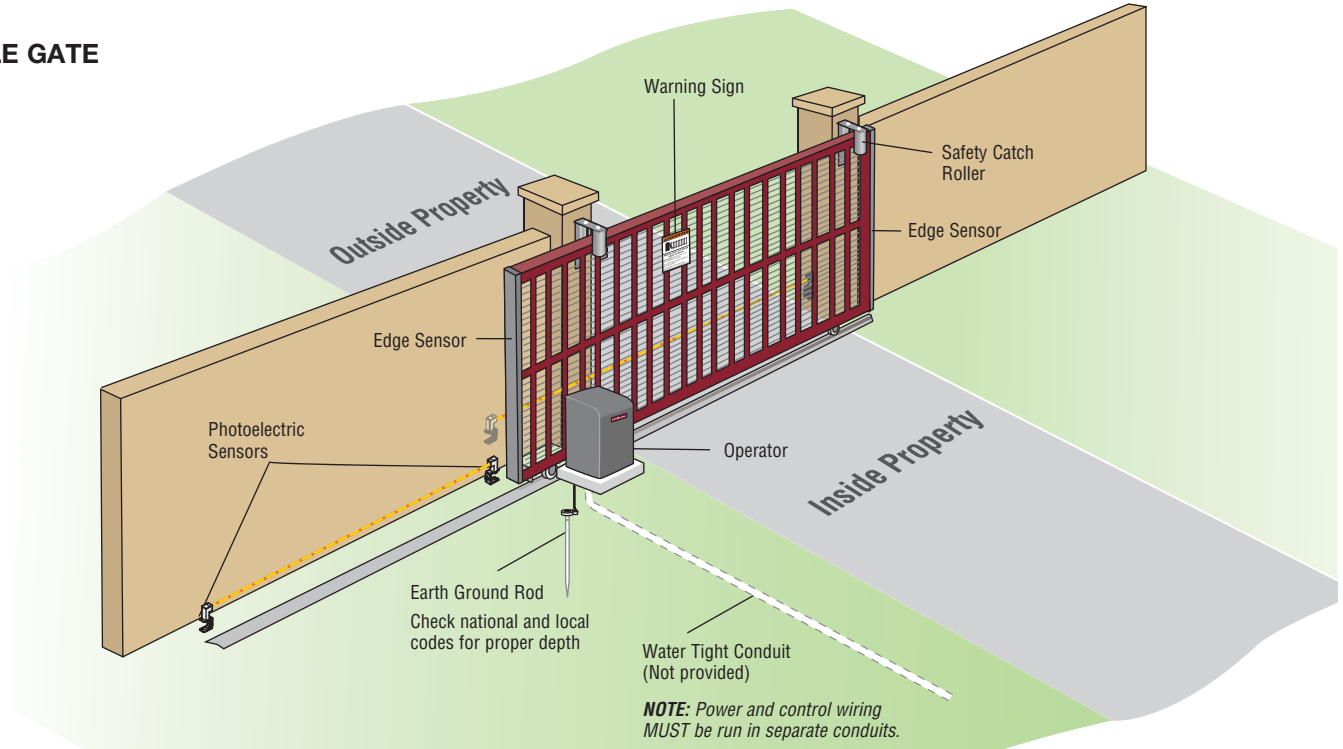 LE GATE
Warning Sign
Safety Catch
Roller
Outside Property
Edge Sensor
Edge Sensor
Photoelectric
Sensors
Operator
Inside Property
Earth Ground Rod
Check national and local
codes for proper depth
Water Tight Conduit
(Not provided)
NOTE: Power and control wiring
MUST be run in separate conduits.